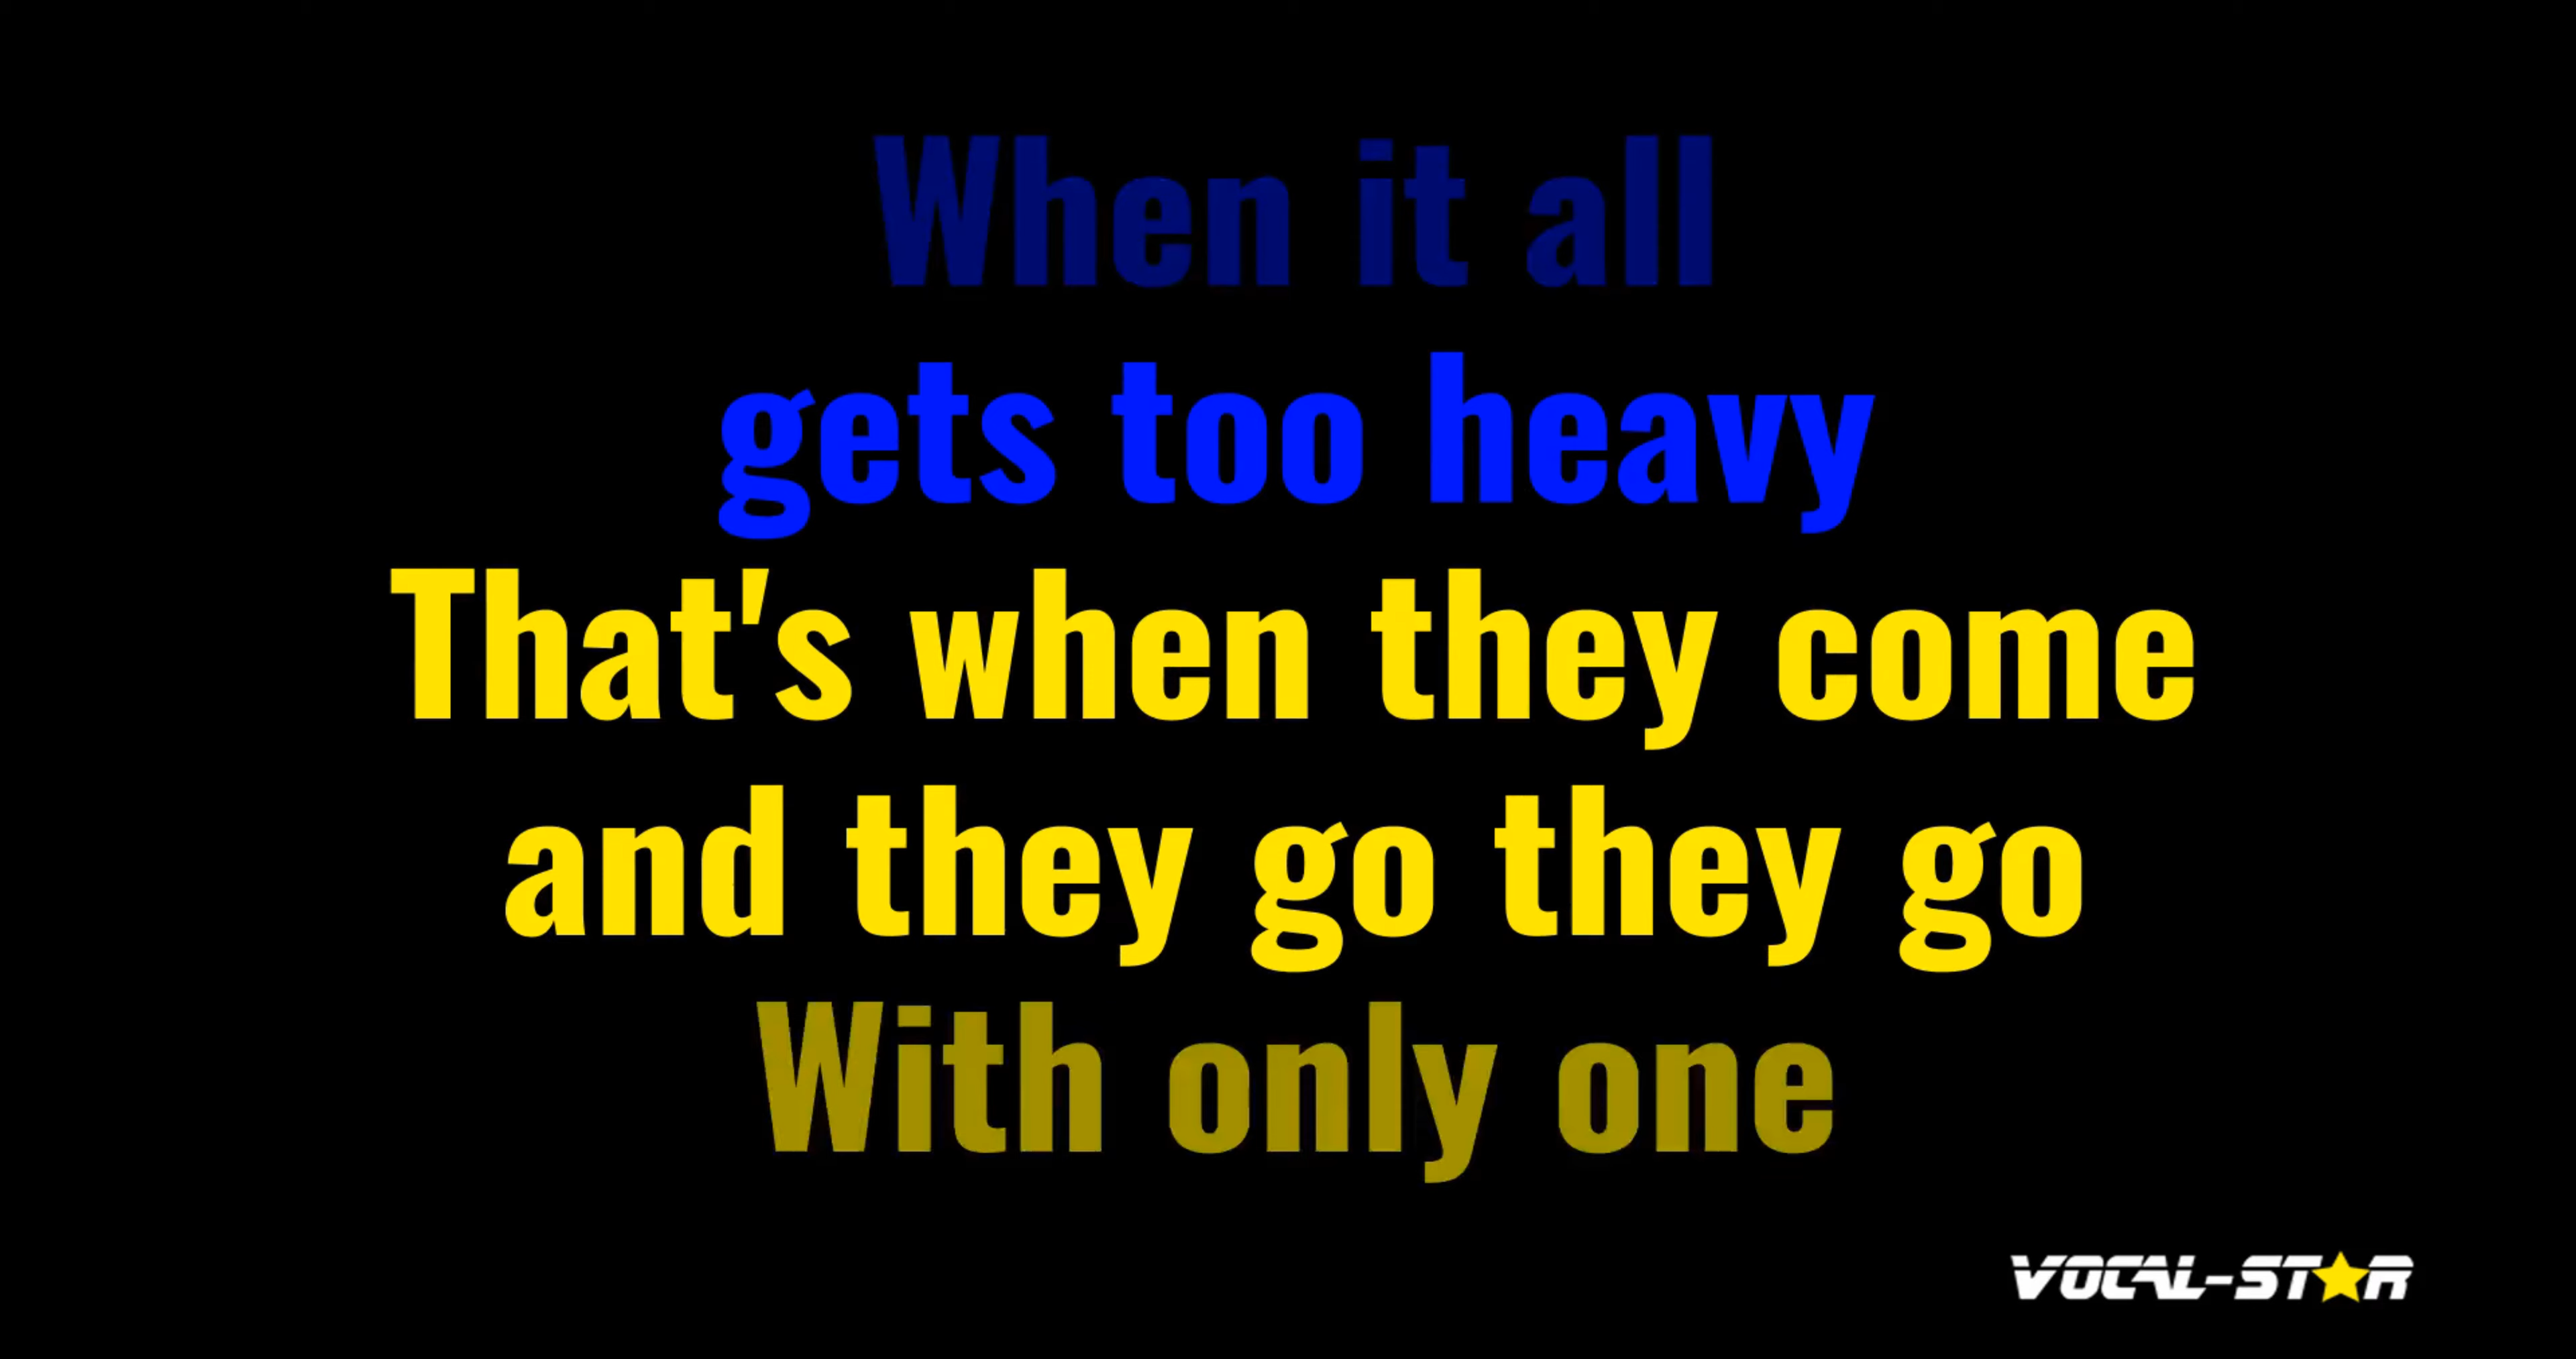 When it all
gets too heavy
That's when they come
and they go they go
With only one
VOCAL-STAR